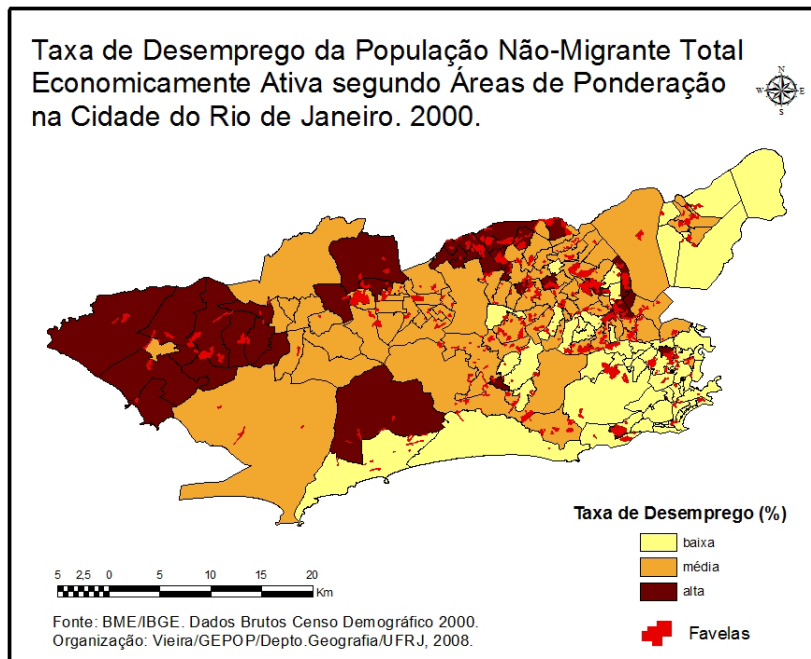 Taxa de Desemprego da População Não-Migrante Total
Economicamente Ativa segundo Áreas de Ponderação
na Cidade do Rio de Janeiro. 2000.
N
W E
S
Taxa de Desemprego (%)
baixa
média
alta
Favelas
5 2,5 0 5 10 15 20
Km
Fonte: BME/IBGE. Dados Brutos Censo Demográfico 2000.
Organização: Vieira/GEPOP/Depto.Geografia/UFRJ, 2008.